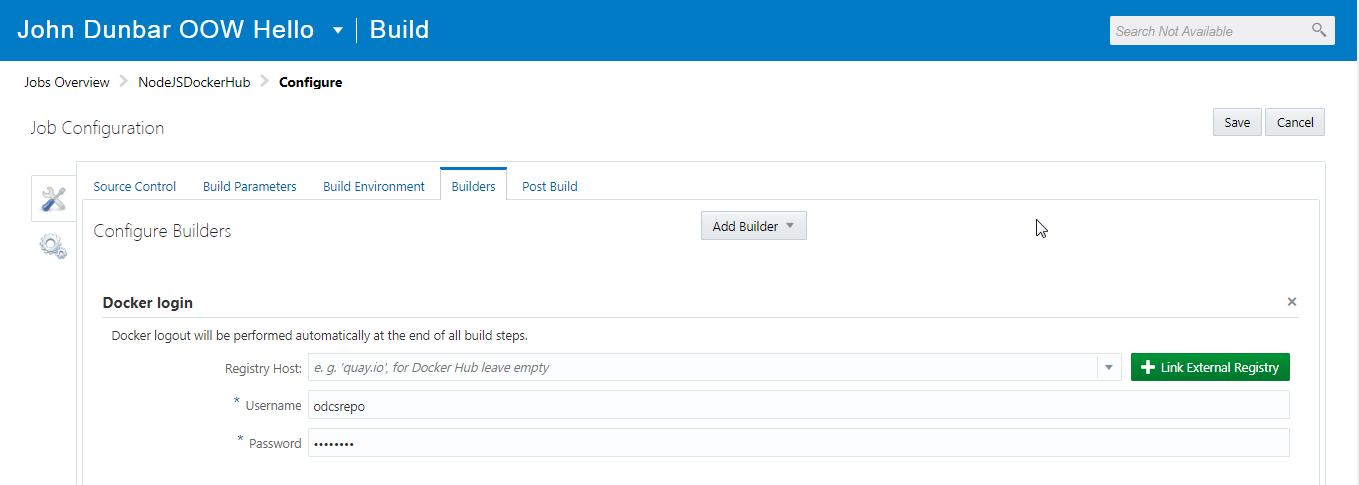 John Dunbar OOW Hello Build
Search Not Available
Jobs Overview NodeJSDockerHub Configure
Job Configuration
Save Cancel
Source Control Build Parameters Build Environment Builders Post Build
Configure Builders
Add Builder
Docker login
Docker logout will be performed automatically at the end of all build steps.
Registry Host: e. g. 'quay.io', for Docker Hub leave empty Link External Registry
* Username odcsrepo
* Password ••••••••